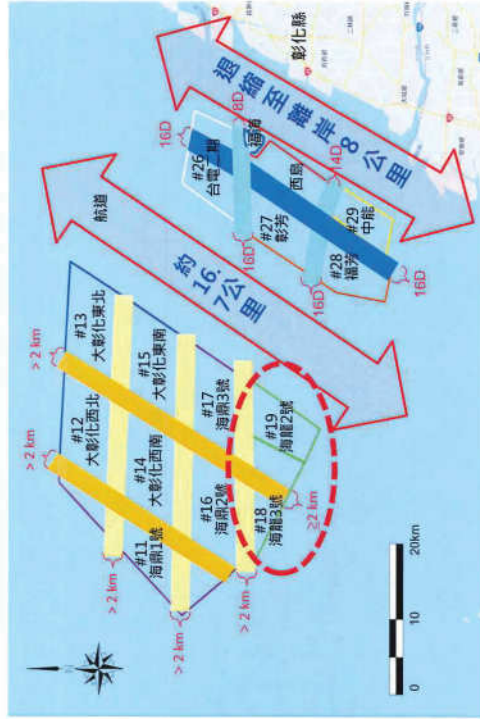 彰化縣
退縮至離岸8公里
航道
約16.7公里
16D
8D
#26
台電二期
福海
16D
#27
彰芳
西島
14D
16D
#28
福芳
#29
中能
16D
> 2 km
> 2 km
#13
大彰化東北
#12
大彰化西北
#15
大彰化東南
#14
大彰化西南
#11
海鼎1號
> 2 km
> 2 km
#17
海鼎3號
#16
海鼎2號
#19
海龍2號
#18
海龍3號
> 2 km
≥2 km
0
10
20km